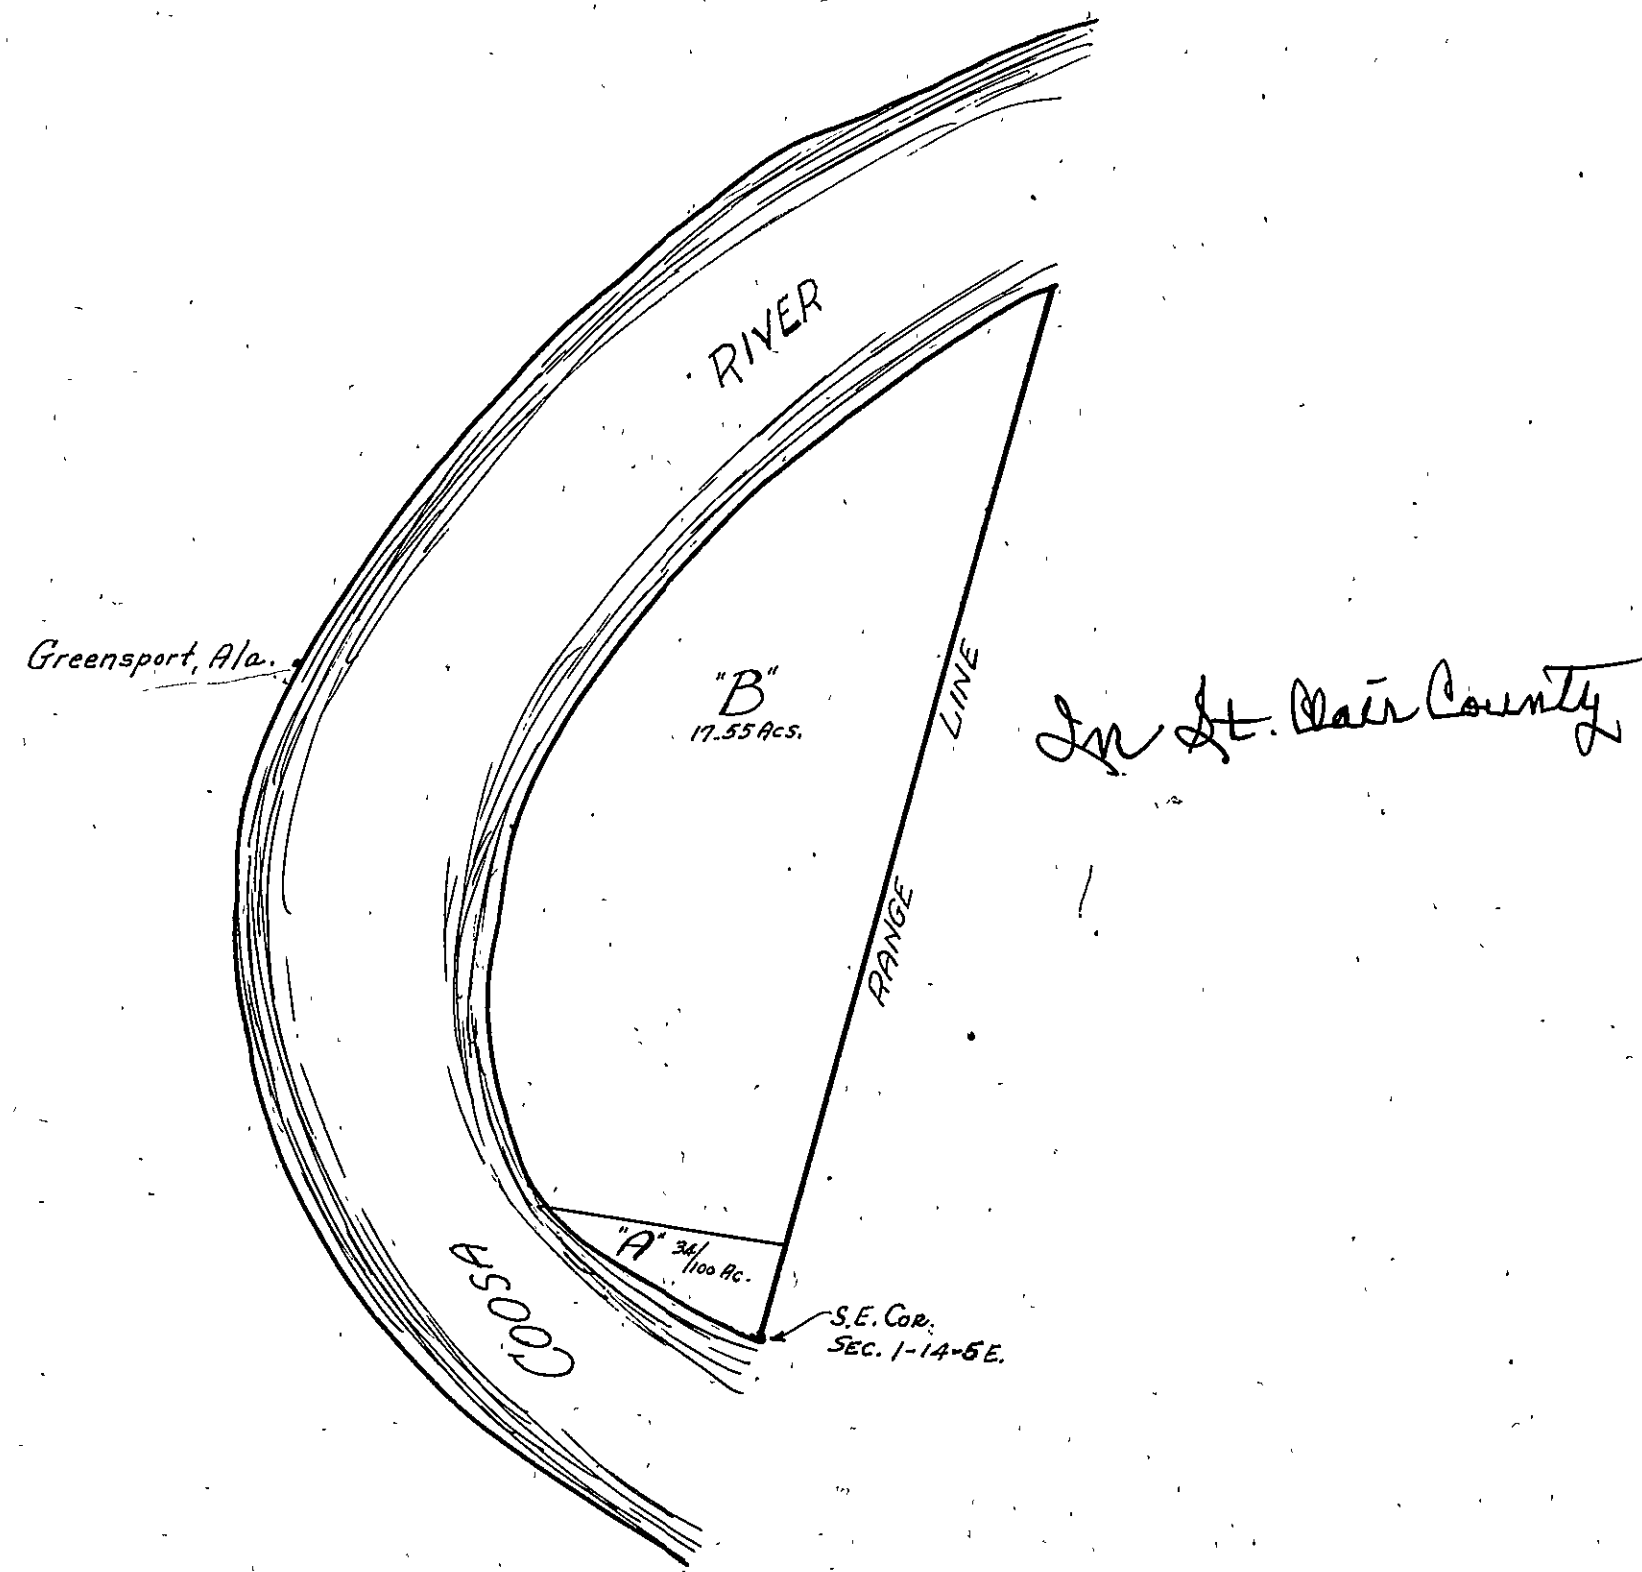 RIVER
Greensport, Ala.
"B"
17.55 Acs.
LINE
In St. Clair County
RANGE
"A" 34/100 Ac.
COOSA
S.E. COR.
SEC. 1-14-5E.